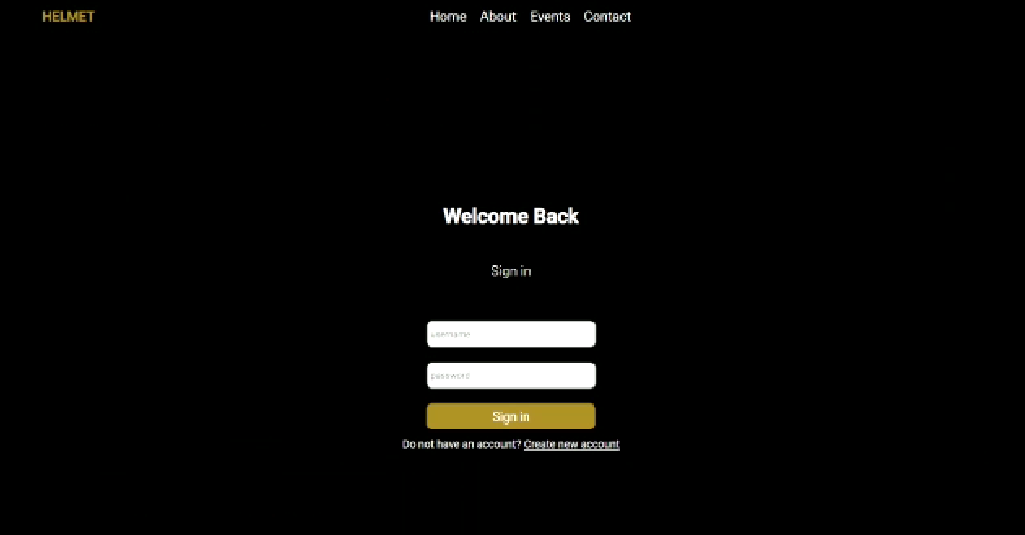 HELMET
Home About Events Contact
Welcome Back
Sign in
username
password
Sign in
Do not have an account? Create new account